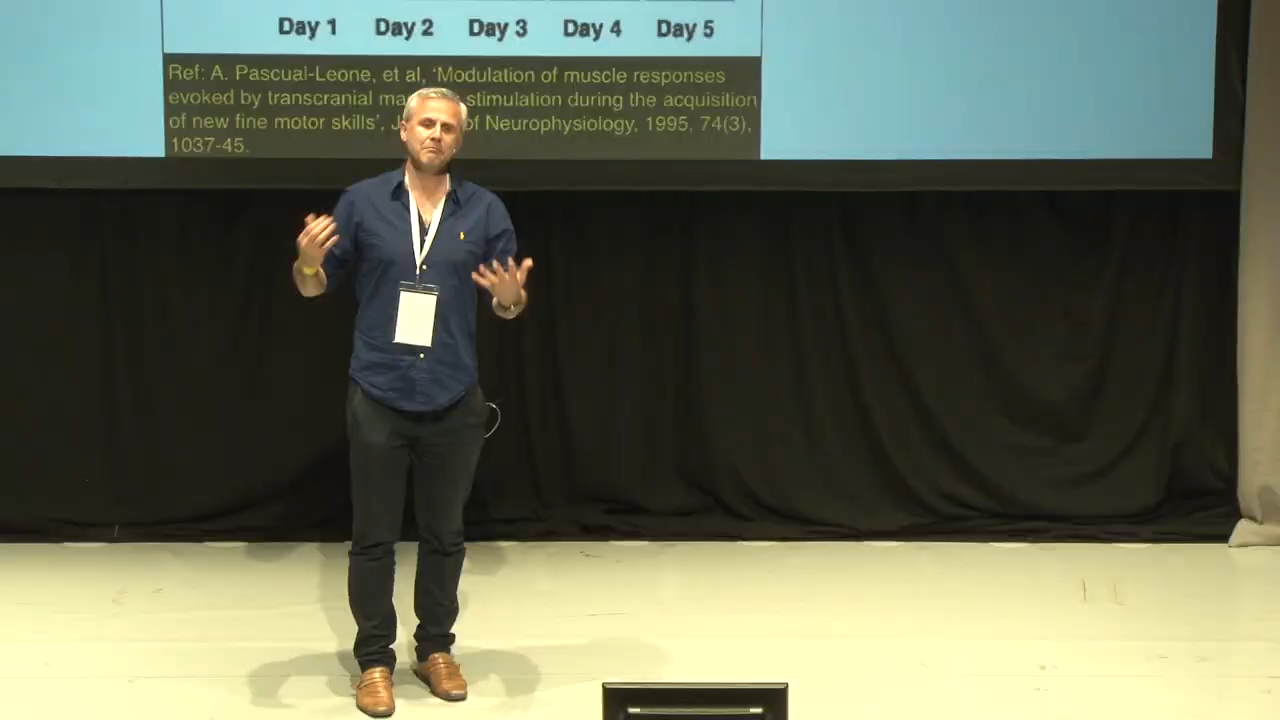 Day 1 Day 2 Day 3 Day 4 Day 5
Ref: A. Pascual-Leone, et al, ‘Modulation of muscle responses
evoked by transcranial stimulation during the acquisition
of new fine motor skills’, of Neurophysiology, 1995, 74(3),
1037-45.